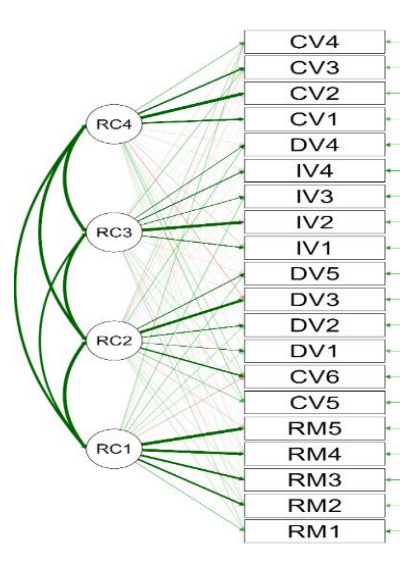 RC4
RC3
RC2
RC1
CV4
CV3
CV2
CV1
DV4
IV4
IV3
IV2
IV1
DV5
DV3
DV2
DV1
CV6
CV5
RM5
RM4
RM3
RM2
RM1